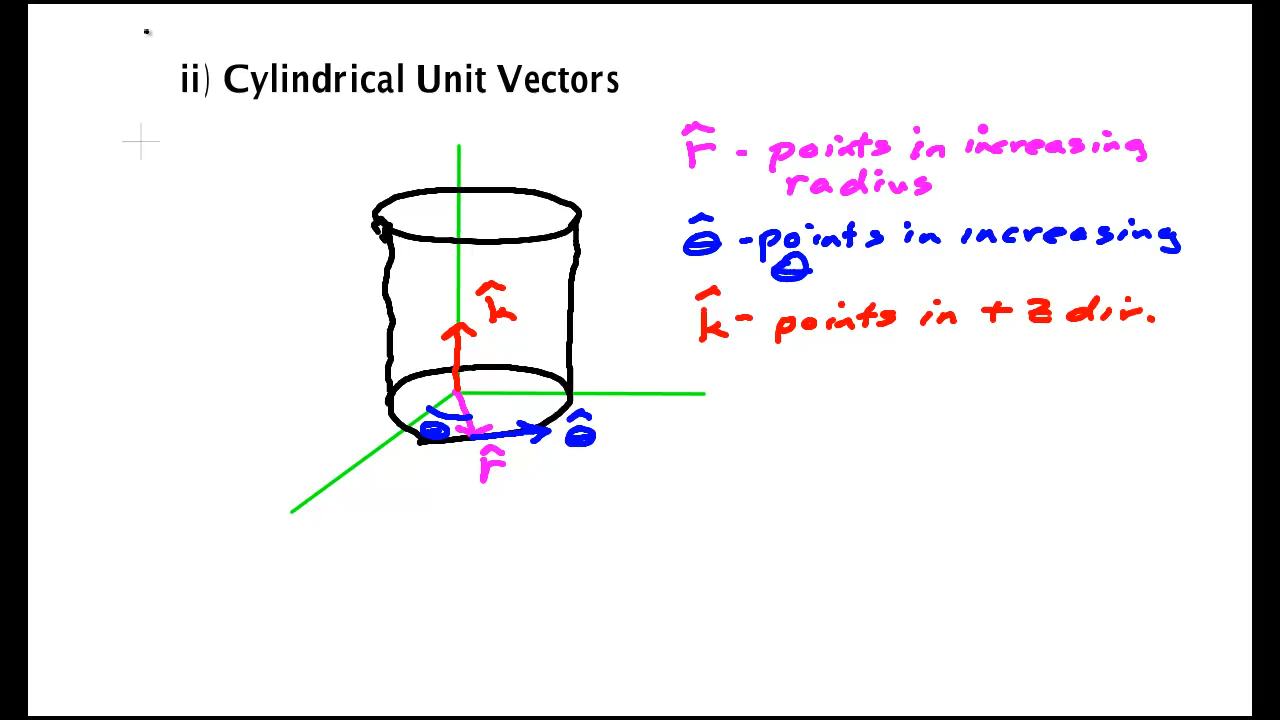 ii) Cylindrical Unit Vectors
r̂ - points in increasing
radius
θ̂ - points in increasing
θ
k̂ - points in + z dir.
k̂
θ
θ̂
r̂